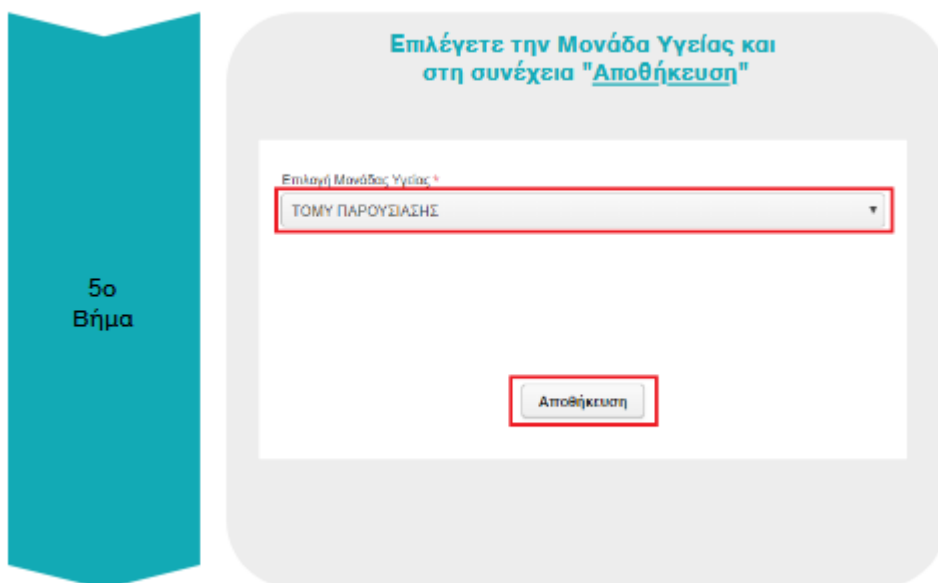 Επιλέγετε την Μονάδα Υγείας και
στη συνέχεια "Αποθήκευση"
Επιλογή Μονάδας Υγείας *
ΤΟΜΥ ΠΑΡΟΥΣΙΑΣΗΣ
5ο
Βήμα
Αποθήκευση